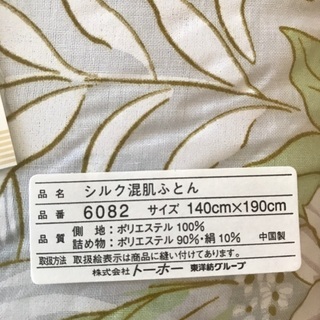 品名 シルク混肌ふとん
品番 6082 サイズ 140cm×190cm
品質 側地：ポリエステル100%
詰め物：ポリエステル90%・絹10% 中国製
取扱方法 取扱絵表示は商品に縫い付けてあります。
株式会社トーホー 東洋紡グループ